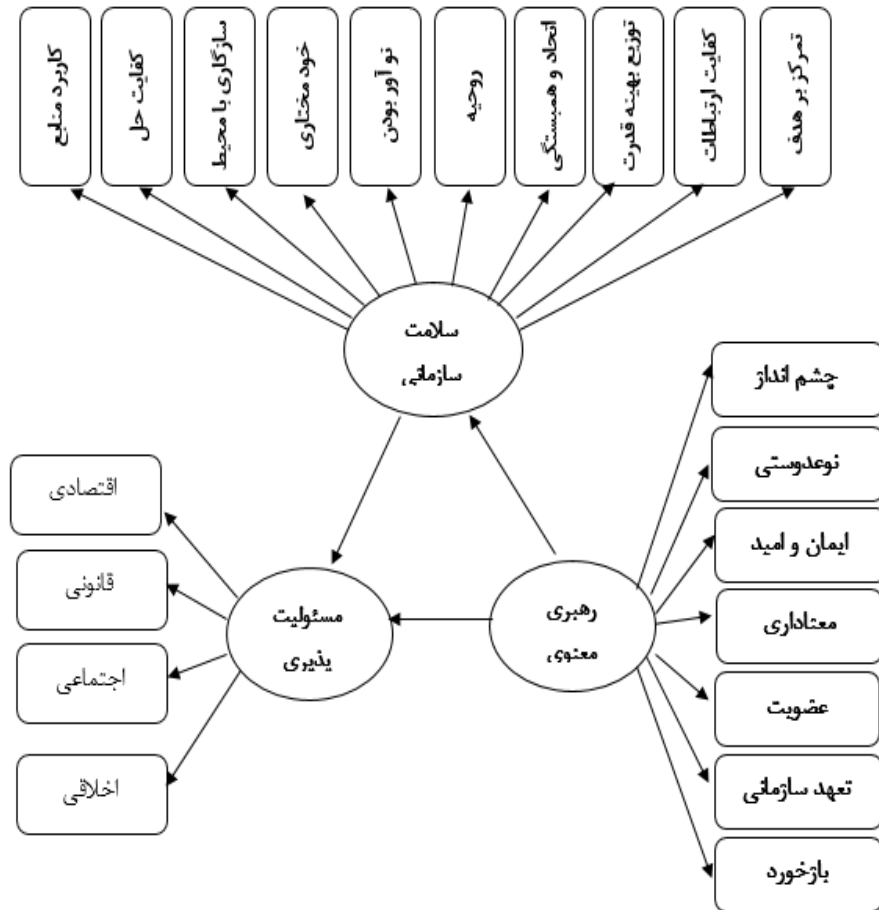 تمرکز بر هدف
کفایت ارتباطات
توزیع بهینه قدرت
اتحاد و همبستگی
روحیه
نو آور بودن
خود مختاری
سازگاری با محیط
کفایت حل
کاربرد منابع
سلامت
سازمانی
چشم انداز
نوعدوستی
ایمان و امید
معناداری
عضویت
تعهد سازمانی
بازخورد
رهبری
معنوی
مسئولیت
پذیری
اقتصادی
قانونی
اجتماعی
اخلاقی